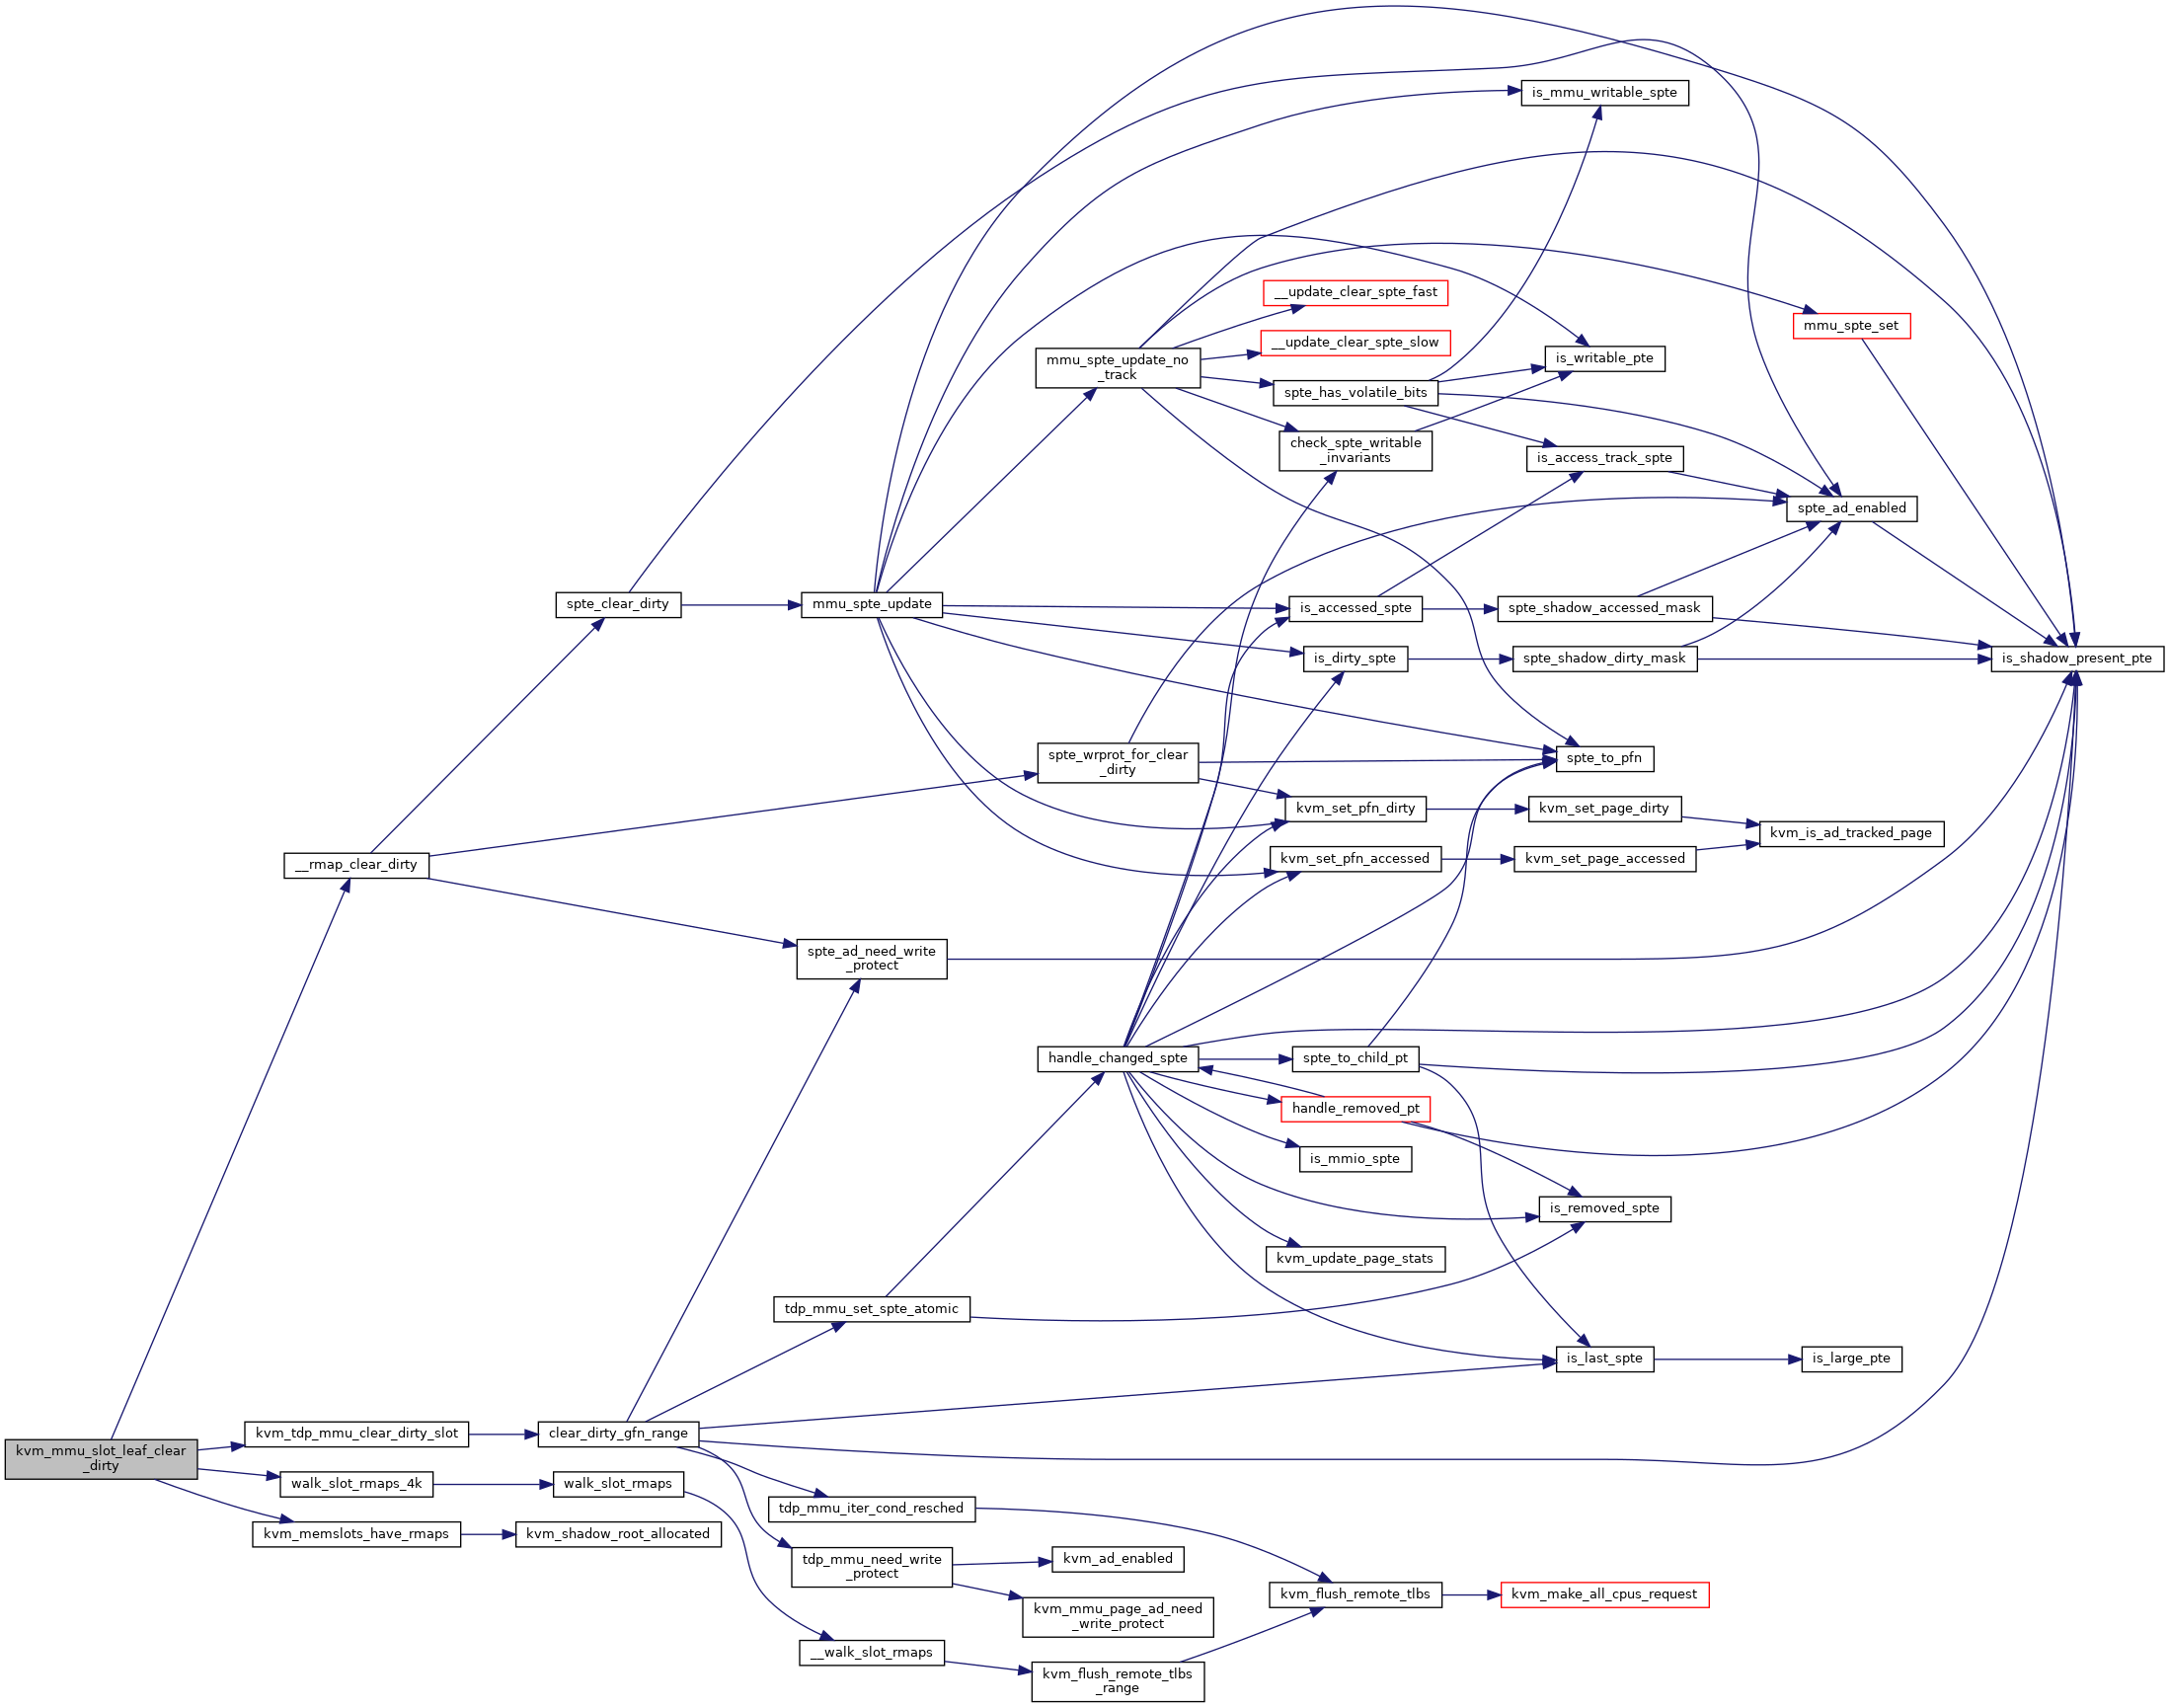 is_mmu_writable_spte
__update_clear_spte_fast
mmu_spte_set
__update_clear_spte_slow
is_writable_pte
mmu_spte_update_no
_track
spte_has_volatile_bits
check_spte_writable
_invariants
is_access_track_spte
spte_ad_enabled
spte_clear_dirty
mmu_spte_update
is_accessed_spte
spte_shadow_accessed_mask
is_dirty_spte
spte_shadow_dirty_mask
is_shadow_present_pte
spte_wrprot_for_clear
_dirty
spte_to_pfn
kvm_set_pfn_dirty
kvm_set_page_dirty
kvm_is_ad_tracked_page
__rmap_clear_dirty
kvm_set_pfn_accessed
kvm_set_page_accessed
spte_ad_need_write
_protect
handle_changed_spte
spte_to_child_pt
handle_removed_pt
is_mmio_spte
is_removed_spte
kvm_update_page_stats
tdp_mmu_set_spte_atomic
is_last_spte
is_large_pte
kvm_mmu_slot_leaf_clear
_dirty
kvm_tdp_mmu_clear_dirty_slot
clear_dirty_gfn_range
walk_slot_rmaps_4k
walk_slot_rmaps
tdp_mmu_iter_cond_resched
kvm_memslots_have_rmaps
kvm_shadow_root_allocated
tdp_mmu_need_write
_protect
kvm_ad_enabled
kvm_mmu_page_ad_need
_write_protect
kvm_flush_remote_tlbs
kvm_make_all_cpus_request
__walk_slot_rmaps
kvm_flush_remote_tlbs
_range